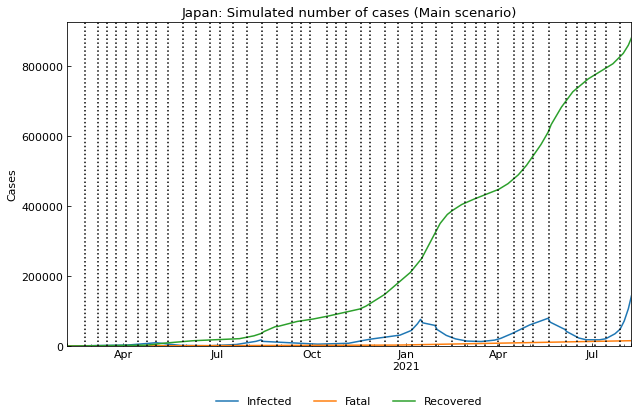 Japan: Simulated number of cases (Main scenario)
Cases
800000
600000
400000
200000
0
Apr Jul Oct Jan Apr Jul
2021
Infected Fatal Recovered